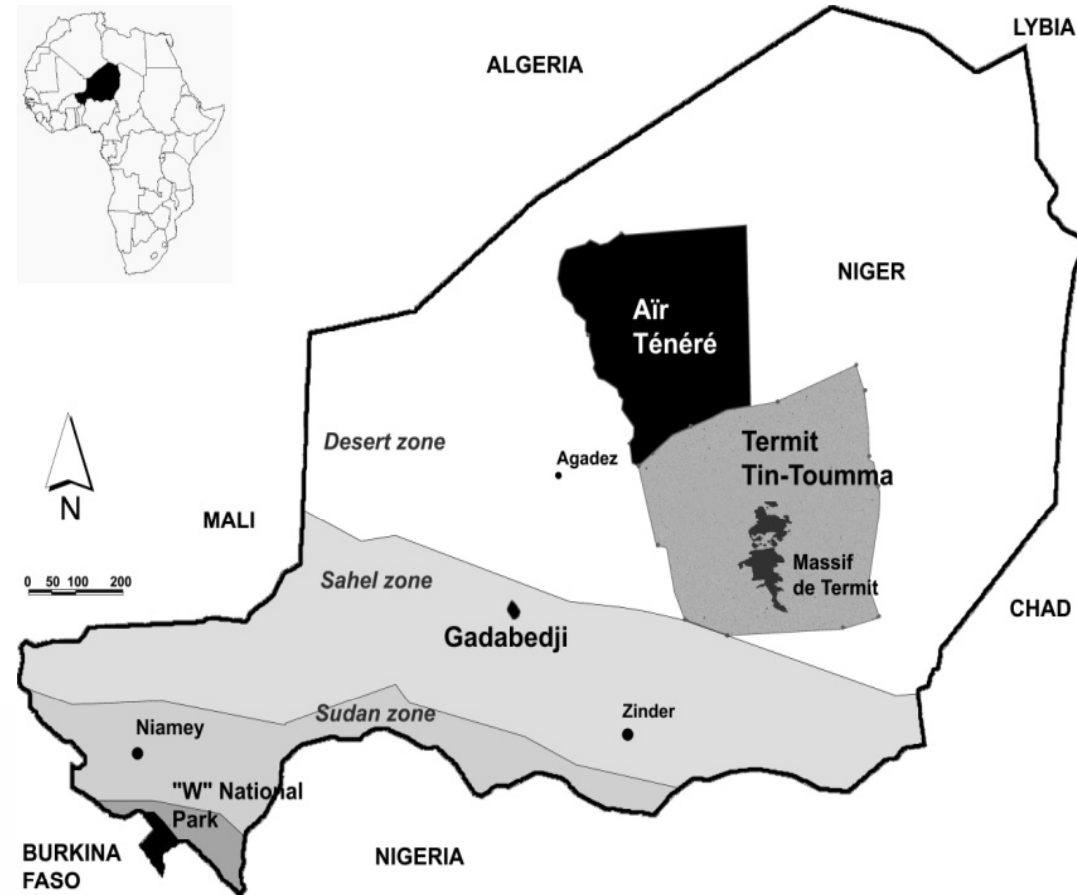 LYBIA
ALGERIA
NIGER
Aïr
Ténéré
Desert zone
Termit
Tin-Toumma
Agadez
N
MALI
Massif
de Termit
0 50 100 200
Sahel zone
CHAD
Gadabedji
Sudan zone
Zinder
Niamey
"W" National
Park
BURKINA
FASO
NIGERIA